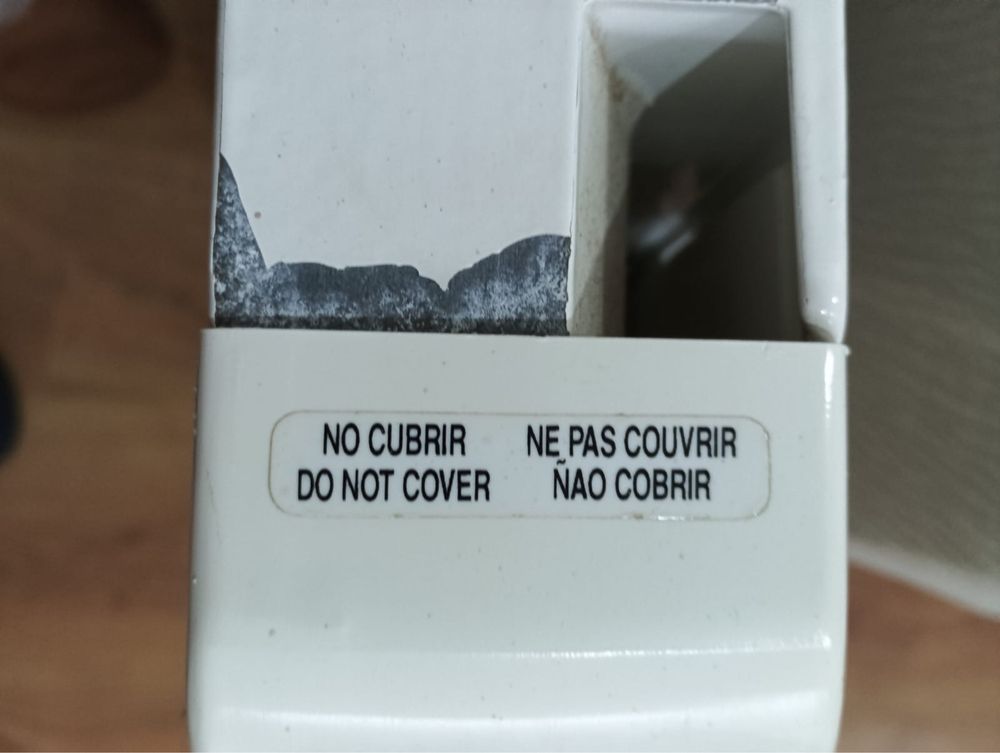 NO CUBRIR
DO NOT COVER
NE PAS COUVRIR
ÑAO COBRIR